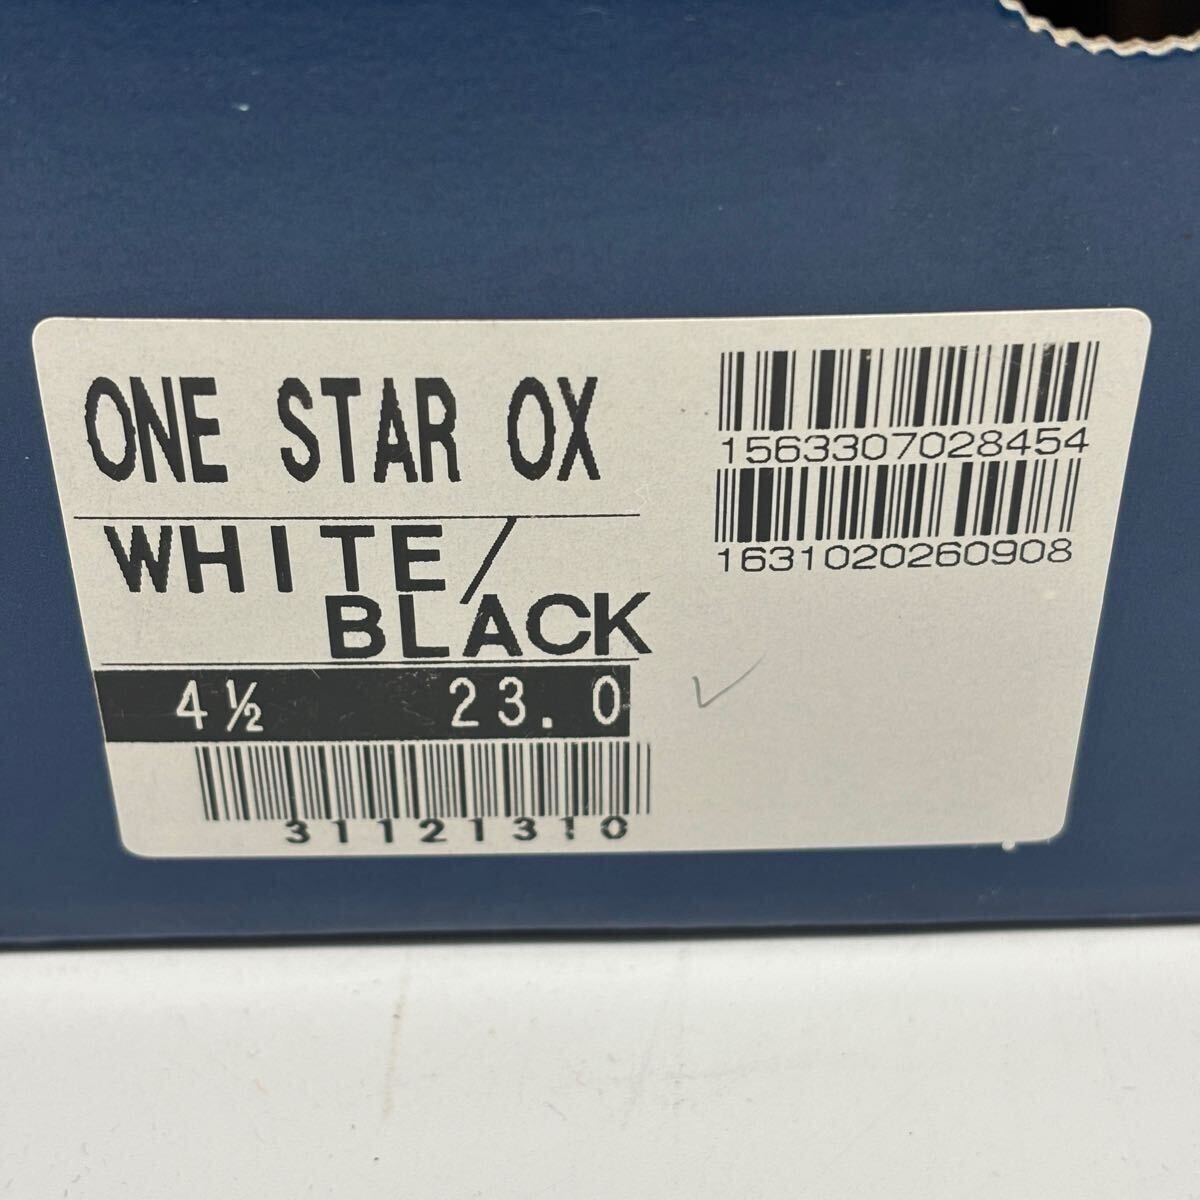 ONE STAR OX
WHITE/
BLACK
4½ 23.0
31121310
1563307028454
1631020260908